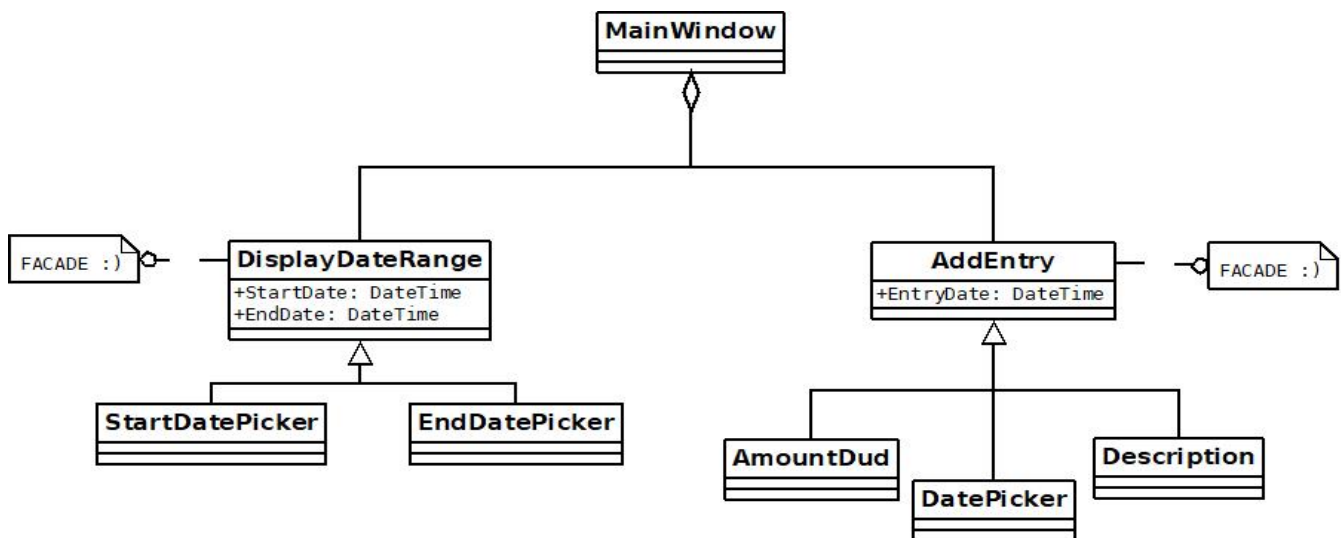 MainWindow
FACADE :)
DisplayDateRange
+StartDate: DateTime
+EndDate: DateTime
AddEntry
+EntryDate: DateTime
FACADE :)
StartDatePicker
EndDatePicker
AmountDud
DatePicker
Description